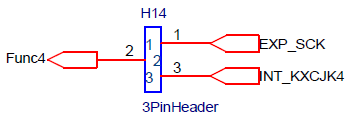 H14
1 1 EXP_SCK
Func4 2 2
3 3 INT_KXCJK4
3PinHeader